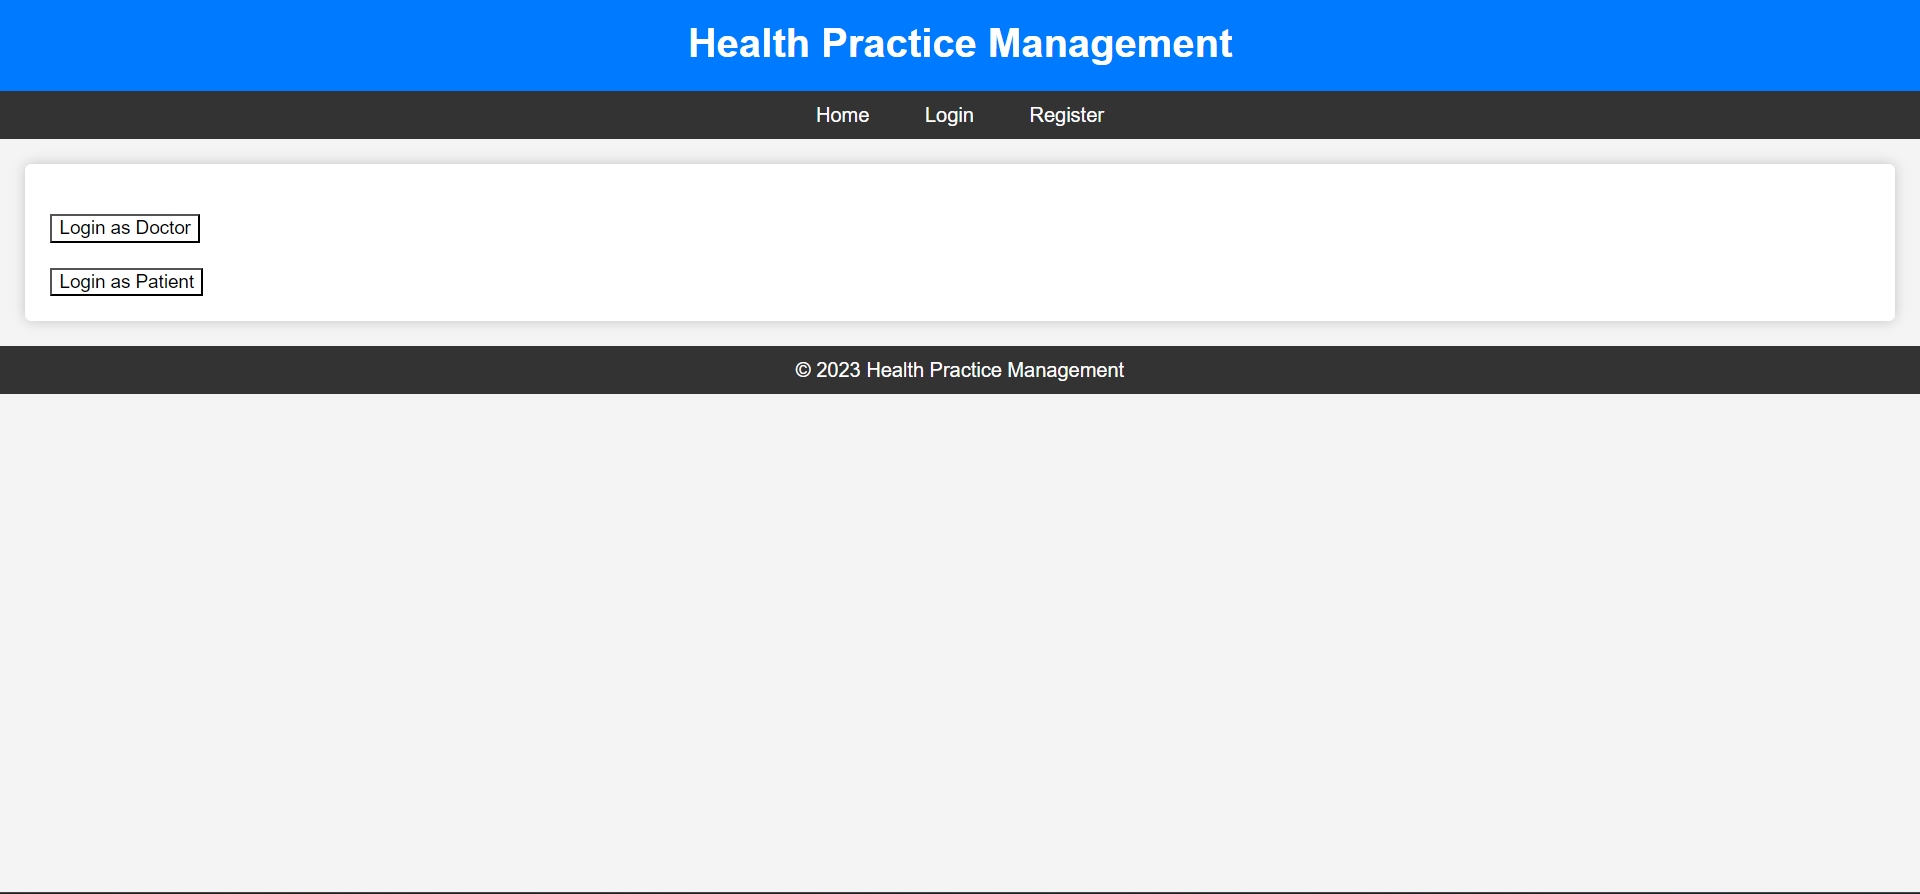 Health Practice Management
Home Login Register
Login as Doctor
Login as Patient
© 2023 Health Practice Management